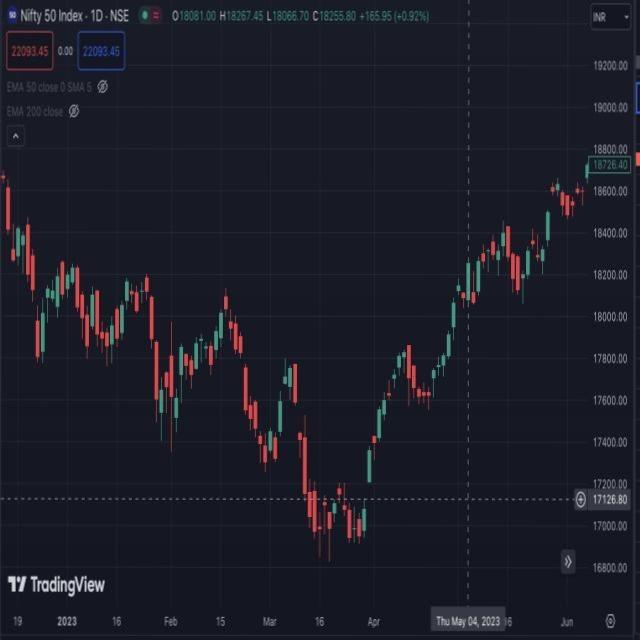 50 Nifty 50 Index · 1D · NSE O18081.00 H18267.45 L18066.70 C18255.80 +165.95 (+0.92%) INR
22093.45 0.00 22093.45
EMA 50 close 0 SMA 5
EMA 200 close
19200.00
19000.00
18800.00
18726.40
18600.00
18400.00
18200.00
18000.00
17800.00
17600.00
17400.00
17200.00
17126.80
17000.00
16800.00
TradingView
19 2023 16 Feb Mar 16 Apr Thu May 04, 2023 16 Jun